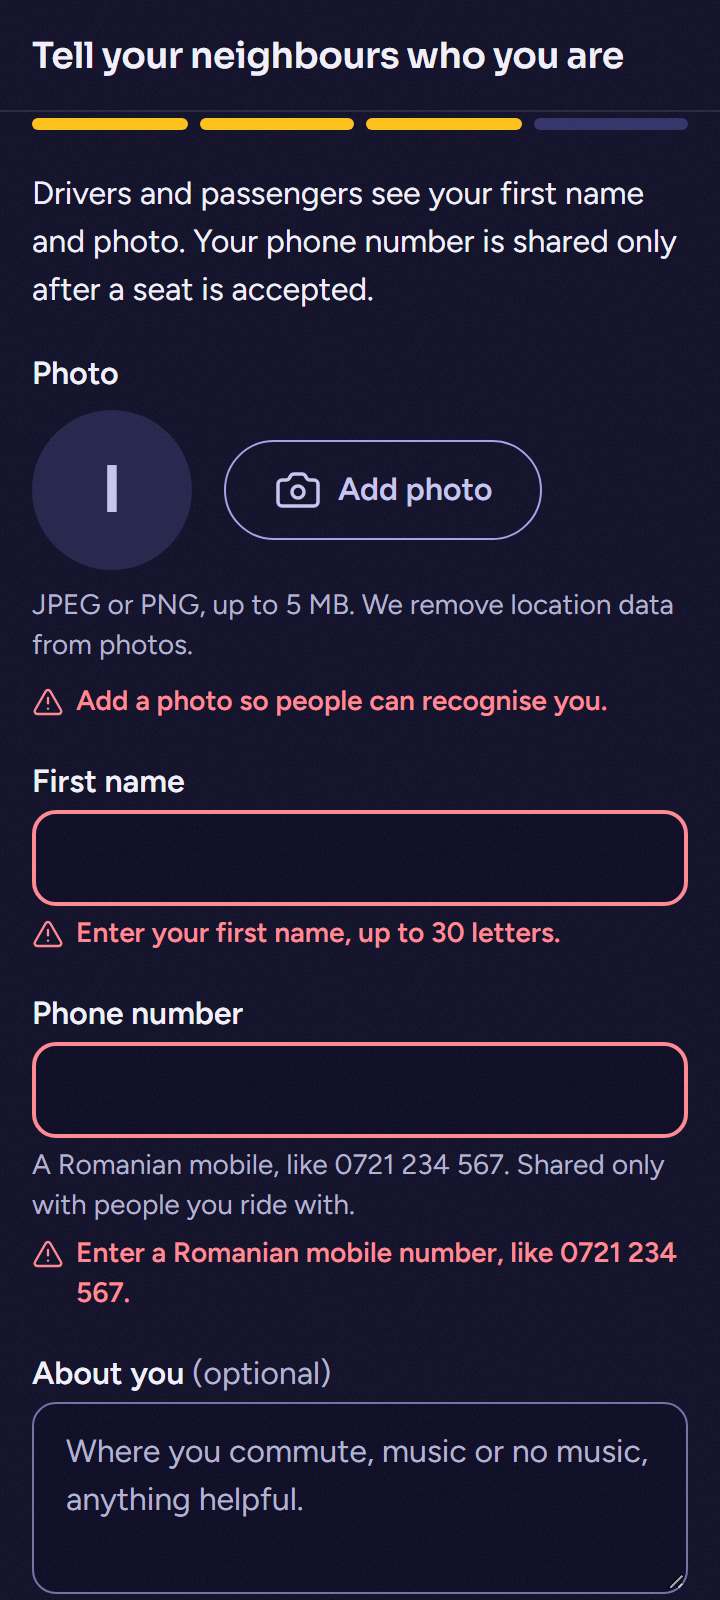 Tell your neighbours who you are
Drivers and passengers see your first name
and photo. Your phone number is shared only
after a seat is accepted.
Photo
I
Add photo
JPEG or PNG, up to 5 MB. We remove location data
from photos.
Add a photo so people can recognise you.
First name
Enter your first name, up to 30 letters.
Phone number
A Romanian mobile, like 0721 234 567. Shared only
with people you ride with.
Enter a Romanian mobile number, like 0721 234
567.
About you (optional)
Where you commute, music or no music,
anything helpful.